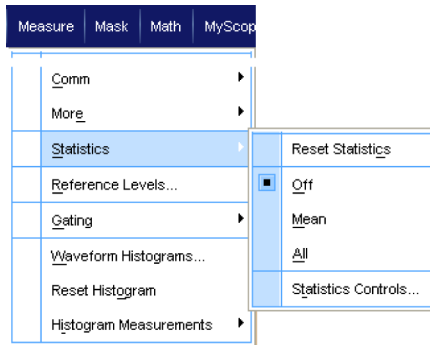 Measure Mask Math MyScop
Comm
More
Statistics
Reference Levels...
Gating
Waveform Histograms...
Reset Histogram
Histogram Measurements
Reset Statistics
Off
Mean
All
Statistics Controls...